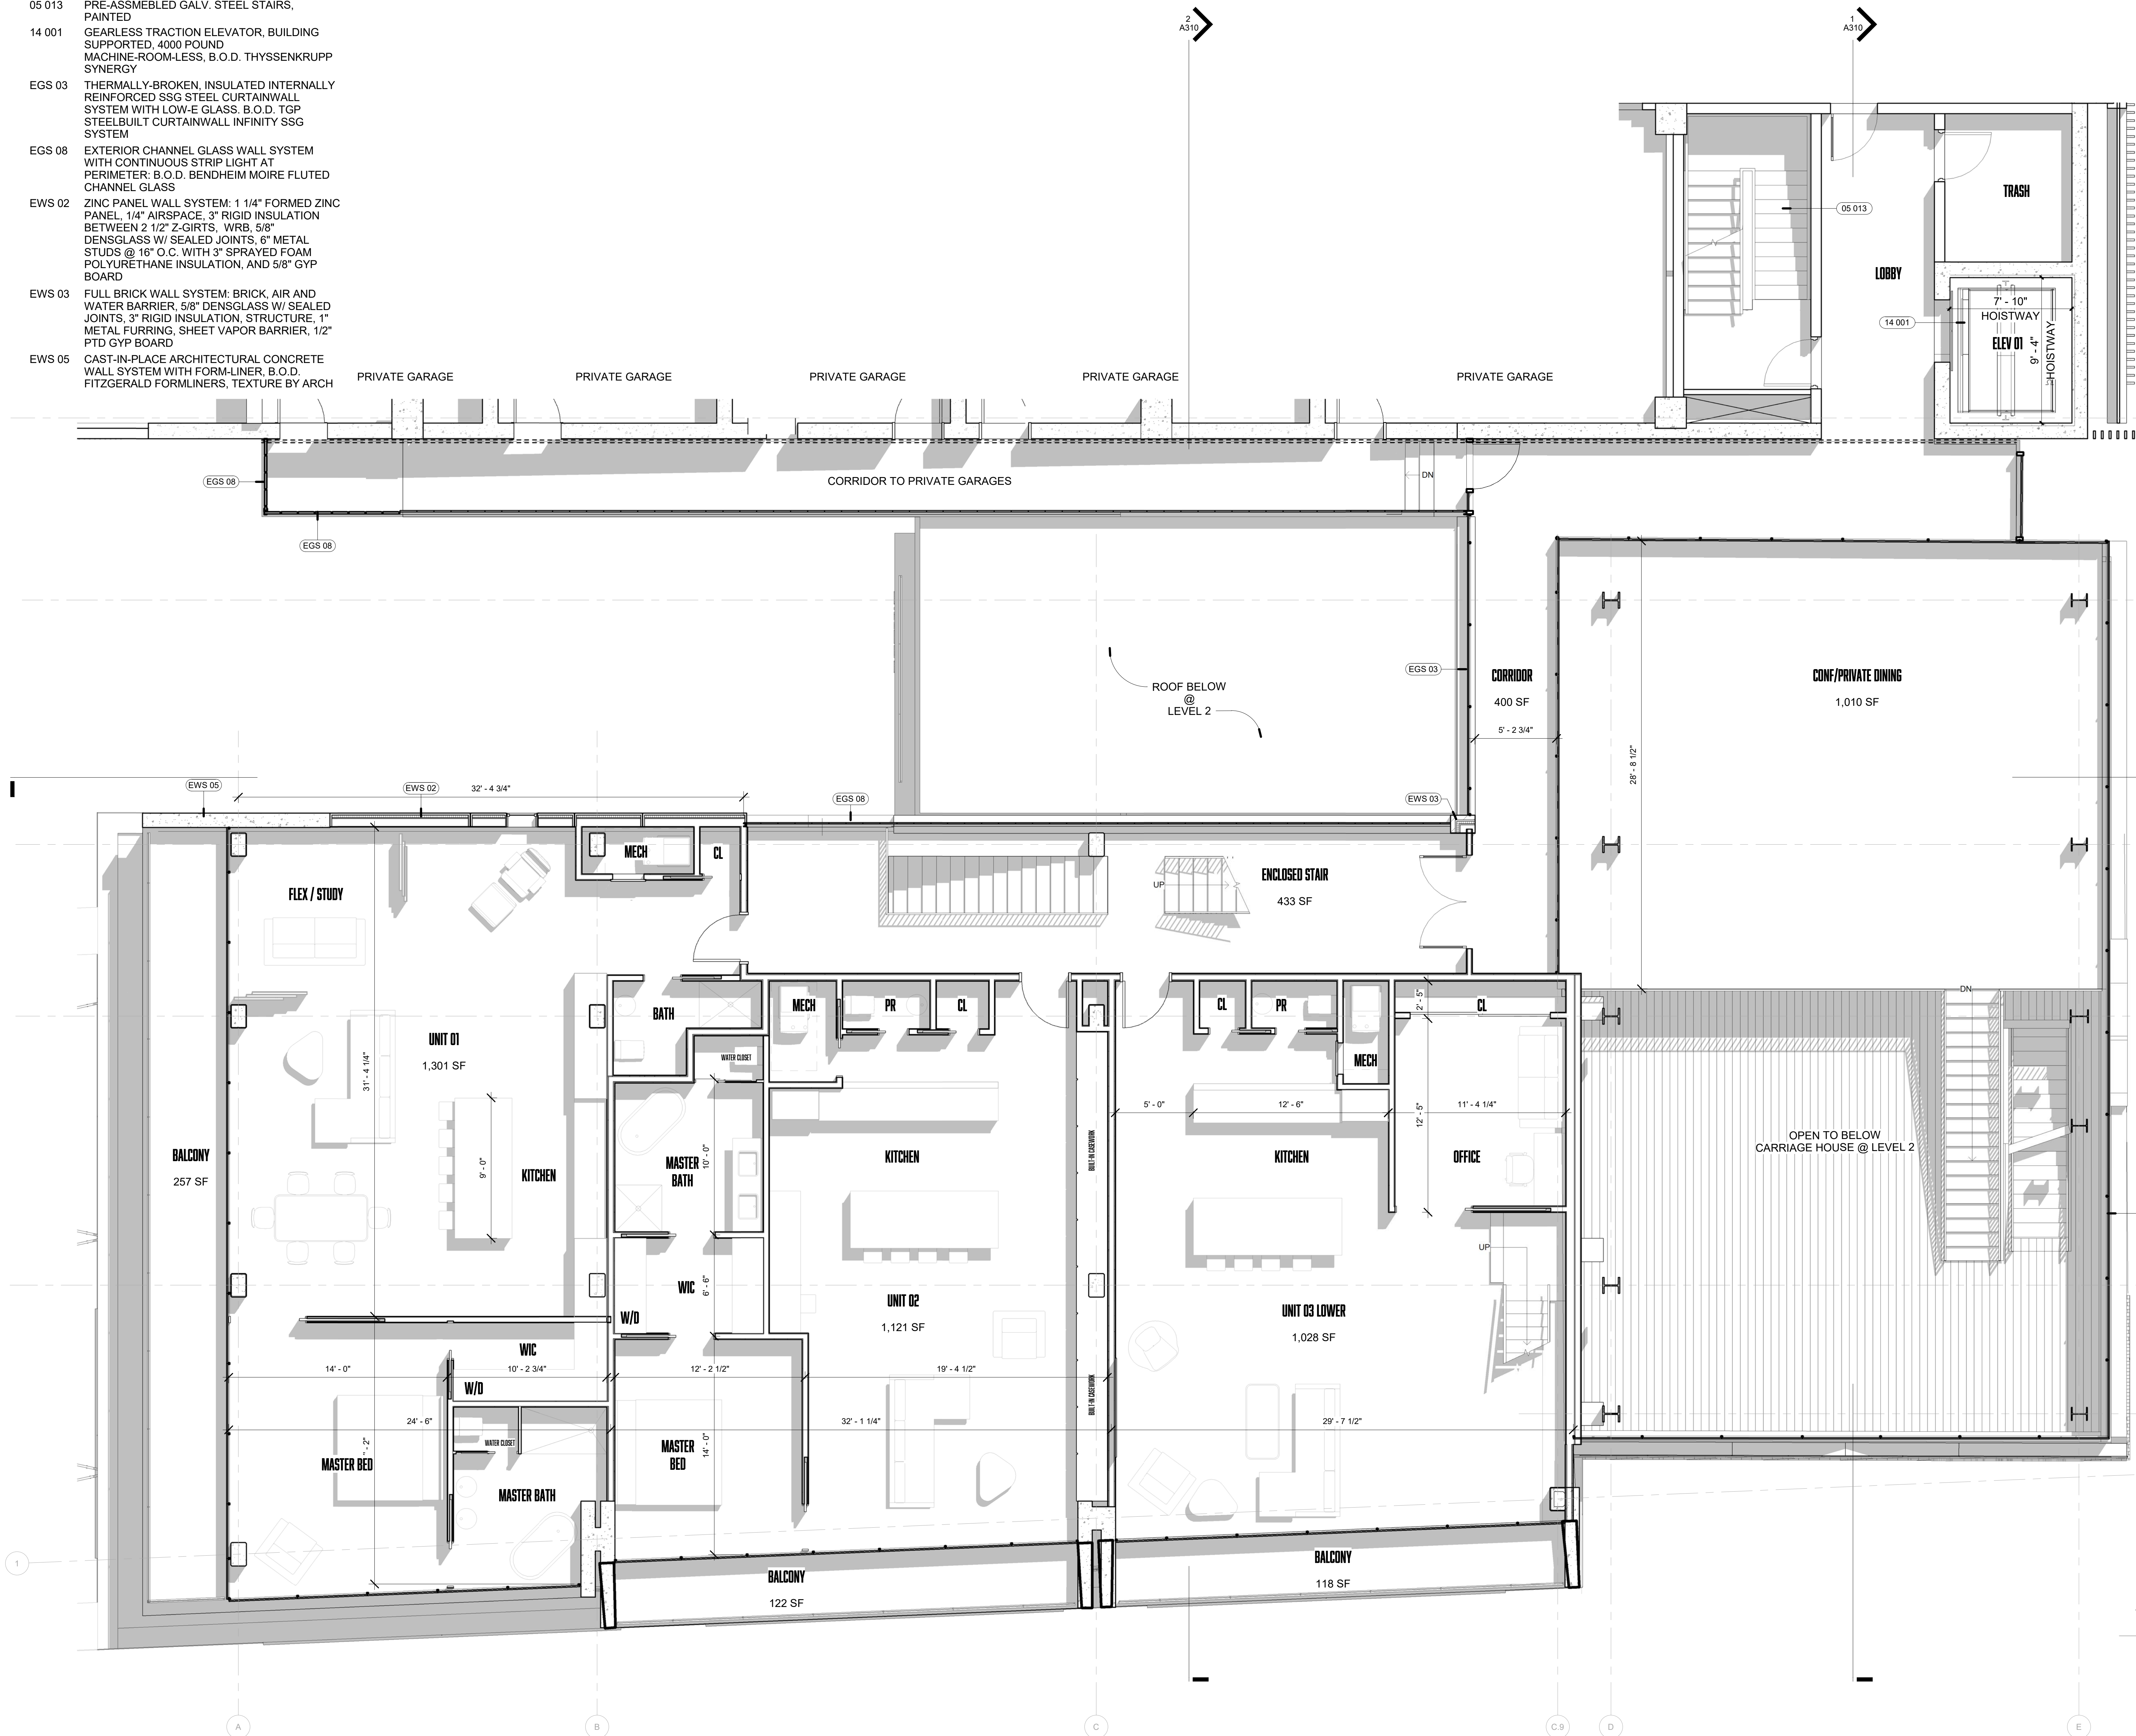 05 013 PRE-ASSMEBLED GALV. STEEL STAIRS,
PAINTED
14 001 GEARLESS TRACTION ELEVATOR, BUILDING
SUPPORTED, 4000 POUND
MACHINE-ROOM-LESS, B.O.D. THYSSENKRUPP
SYNERGY
EGS 03 THERMALLY-BROKEN, INSULATED INTERNALLY
REINFORCED SSG STEEL CURTAINWALL
SYSTEM WITH LOW-E GLASS. B.O.D. TGP
STEELBUILT CURTAINWALL INFINITY SSG
SYSTEM
EGS 08 EXTERIOR CHANNEL GLASS WALL SYSTEM
WITH CONTINUOUS STRIP LIGHT AT
PERIMETER: B.O.D. BENDHEIM MOIRE FLUTED
CHANNEL GLASS
EWS 02 ZINC PANEL WALL SYSTEM: 1 1/4" FORMED ZINC
PANEL, 1/4" AIRSPACE, 3" RIGID INSULATION
BETWEEN 2 1/2" Z-GIRTS, WRB, 5/8"
DENSGLASS W/ SEALED JOINTS, 6" METAL
STUDS @ 16" O.C. WITH 3" SPRAYED FOAM
POLYURETHANE INSULATION, AND 5/8" GYP
BOARD
EWS 03 FULL BRICK WALL SYSTEM: BRICK, AIR AND
WATER BARRIER, 5/8" DENSGLASS W/ SEALED
JOINTS, 3" RIGID INSULATION, STRUCTURE, 1"
METAL FURRING, SHEET VAPOR BARRIER, 1/2"
PTD GYP BOARD
EWS 05 CAST-IN-PLACE ARCHITECTURAL CONCRETE
WALL SYSTEM WITH FORM-LINER, B.O.D.
FITZGERALD FORMLINERS, TEXTURE BY ARCH
2
A310
1
A310
TRASH
05 013
LOBBY
7' - 10"
HOISTWAY
14 001
ELEV 01
9' - 4"
HOISTWAY
PRIVATE GARAGE
PRIVATE GARAGE
PRIVATE GARAGE
PRIVATE GARAGE
PRIVATE GARAGE
EGS 08
CORRIDOR TO PRIVATE GARAGES
DN
EGS 08
ROOF BELOW
@
LEVEL 2
EGS 03
CORRIDOR
400 SF
5' - 2 3/4"
CONF/PRIVATE DINING
1,010 SF
28' - 8 1/2"
EWS 05
EWS 02
32' - 4 3/4"
EGS 08
EWS 03
MECH
CL
FLEX / STUDY
UP
ENCLOSED STAIR
433 SF
BATH
MECH
PR
CL
CL
PR
MECH
2' - 5"
CL
DN
UNIT 01
1,301 SF
31' - 4 1/4"
WATER CLOSET
5' - 0"
12' - 6"
12' - 5"
11' - 4 1/4"
9' - 0"
KITCHEN
BALCONY
257 SF
MASTER
BATH
10' - 0"
KITCHEN
BUILT-IN CASEWORK
KITCHEN
OFFICE
OPEN TO BELOW
CARRIAGE HOUSE @ LEVEL 2
UP
WIC
6' - 6"
W/D
UNIT 02
1,121 SF
UNIT 03 LOWER
1,028 SF
WIC
14' - 0"
10' - 2 3/4"
12' - 2 1/2"
19' - 4 1/2"
W/D
BUILT-IN CASEWORK
24' - 6"
32' - 1 1/4"
29' - 7 1/2"
WATER CLOSET
MASTER BED
MASTER
BED
14' - 0"
MASTER BATH
1
BALCONY
122 SF
BALCONY
118 SF
A
B
C
C.9
D
E